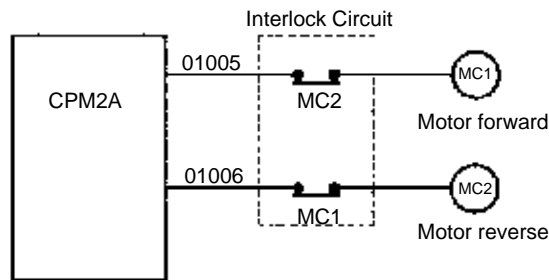 Interlock Circuit
01005
MC1
MC2
CPM2A
Motor forward
01006
MC2
MC1
Motor reverse